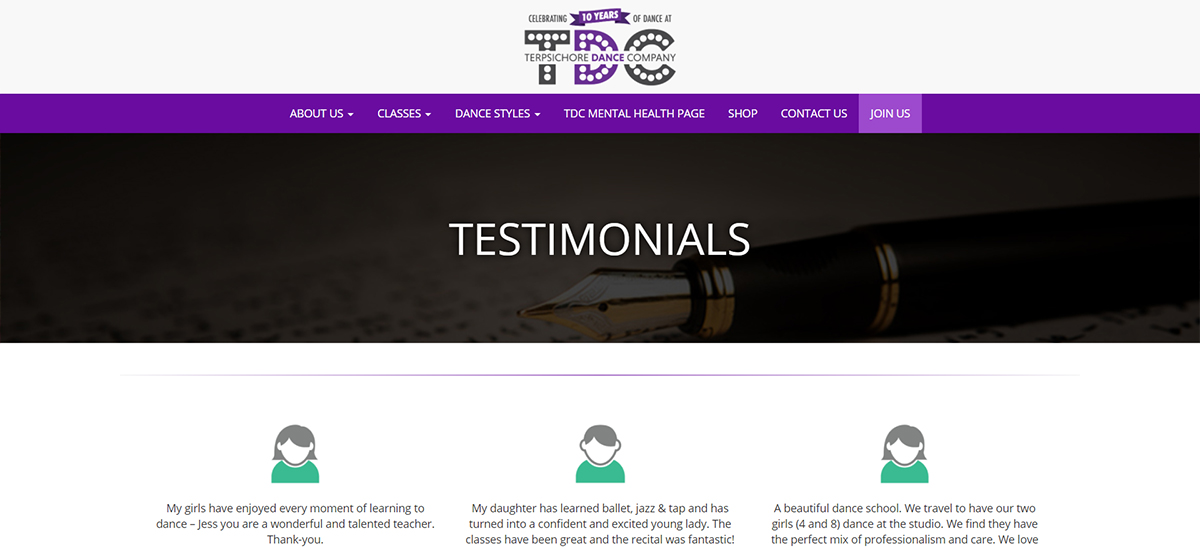 CELEBRATING 10 YEARS OF DANCE AT
TDC
TERPSICHORE DANCE COMPANY
ABOUT US CLASSES DANCE STYLES TDC MENTAL HEALTH PAGE SHOP CONTACT US JOIN US
TESTIMONIALS
My girls have enjoyed every moment of learning to
dance – Jess you are a wonderful and talented teacher.
Thank-you.
My daughter has learned ballet, jazz & tap and has
turned into a confident and excited young lady. The
classes have been great and the recital was fantastic!
A beautiful dance school. We travel to have our two
girls (4 and 8) dance at the studio. We find they have
the perfect mix of professionalism and care. We love